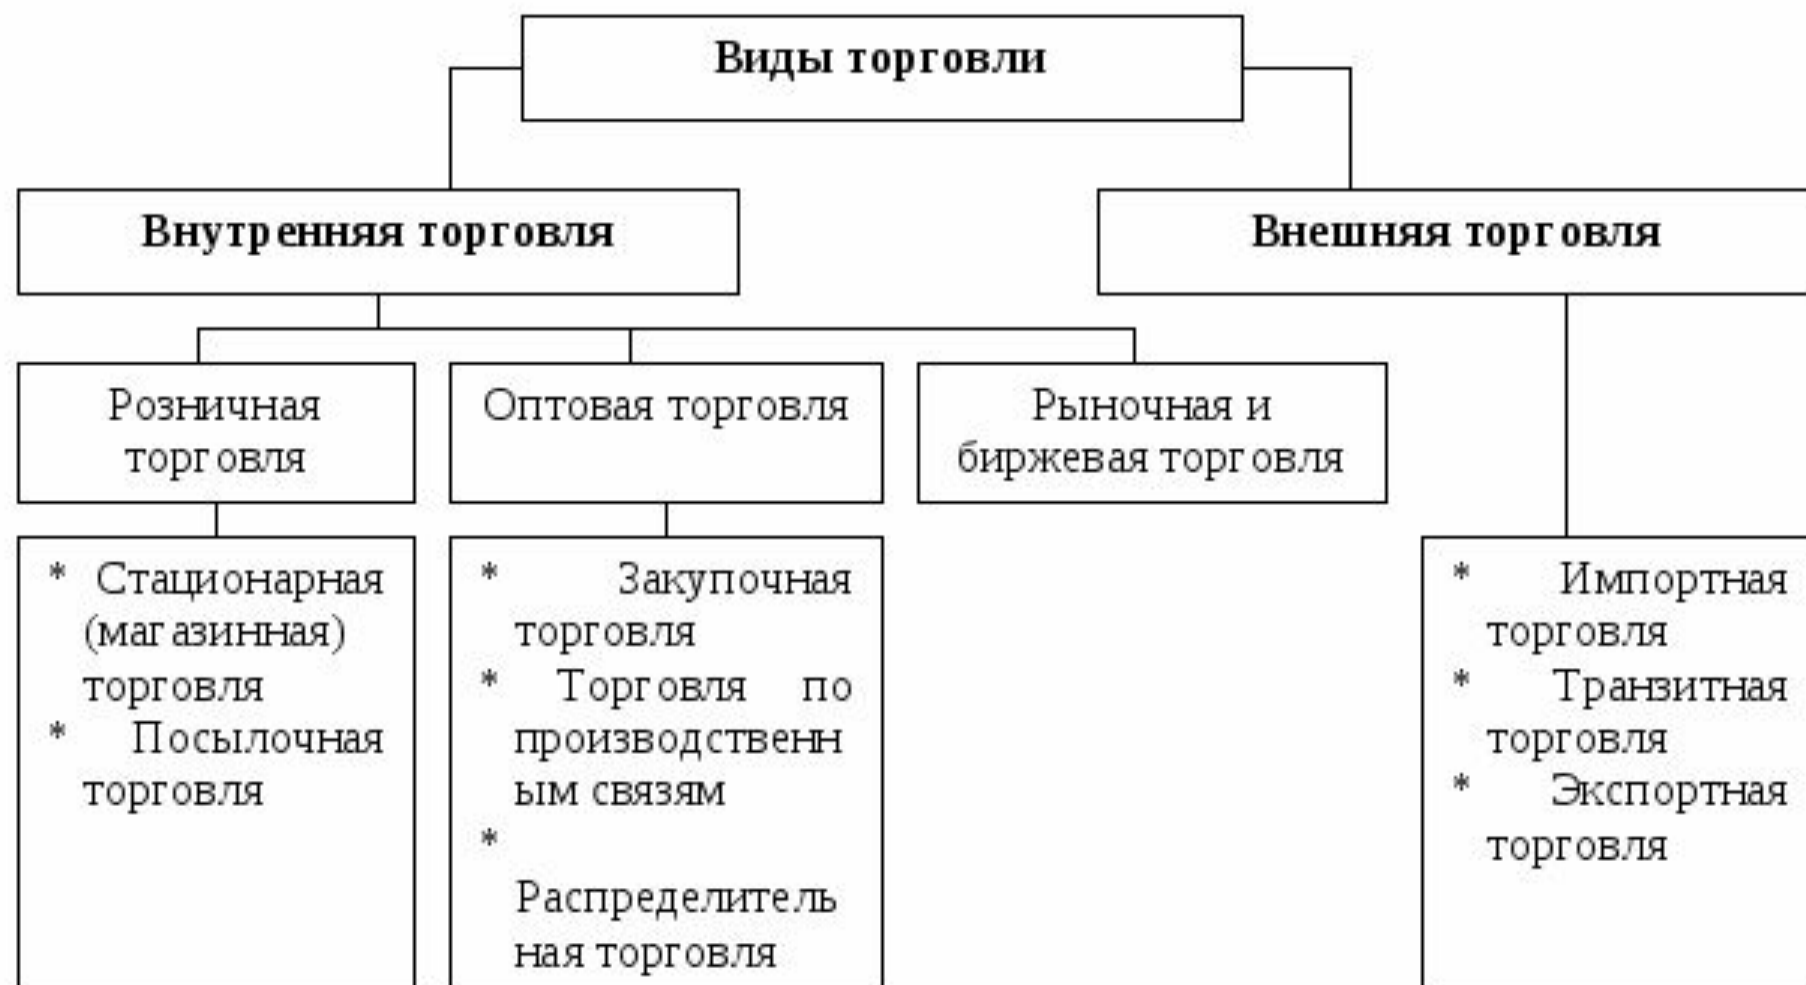 Виды торговли
Внутренняя торговля
Внешняя торговля
Розничная
торговля
Оптовая торговля
Рыночная и
биржевая торговля
* Стационарная
(магазинная)
торговля
* Посылочная
торговля
* Закупочная
торговля
* Торговля по
производственн
ым связям
*
Распределитель
ная торговля
* Импортная
торговля
* Транзитная
торговля
* Экспортная
торговля